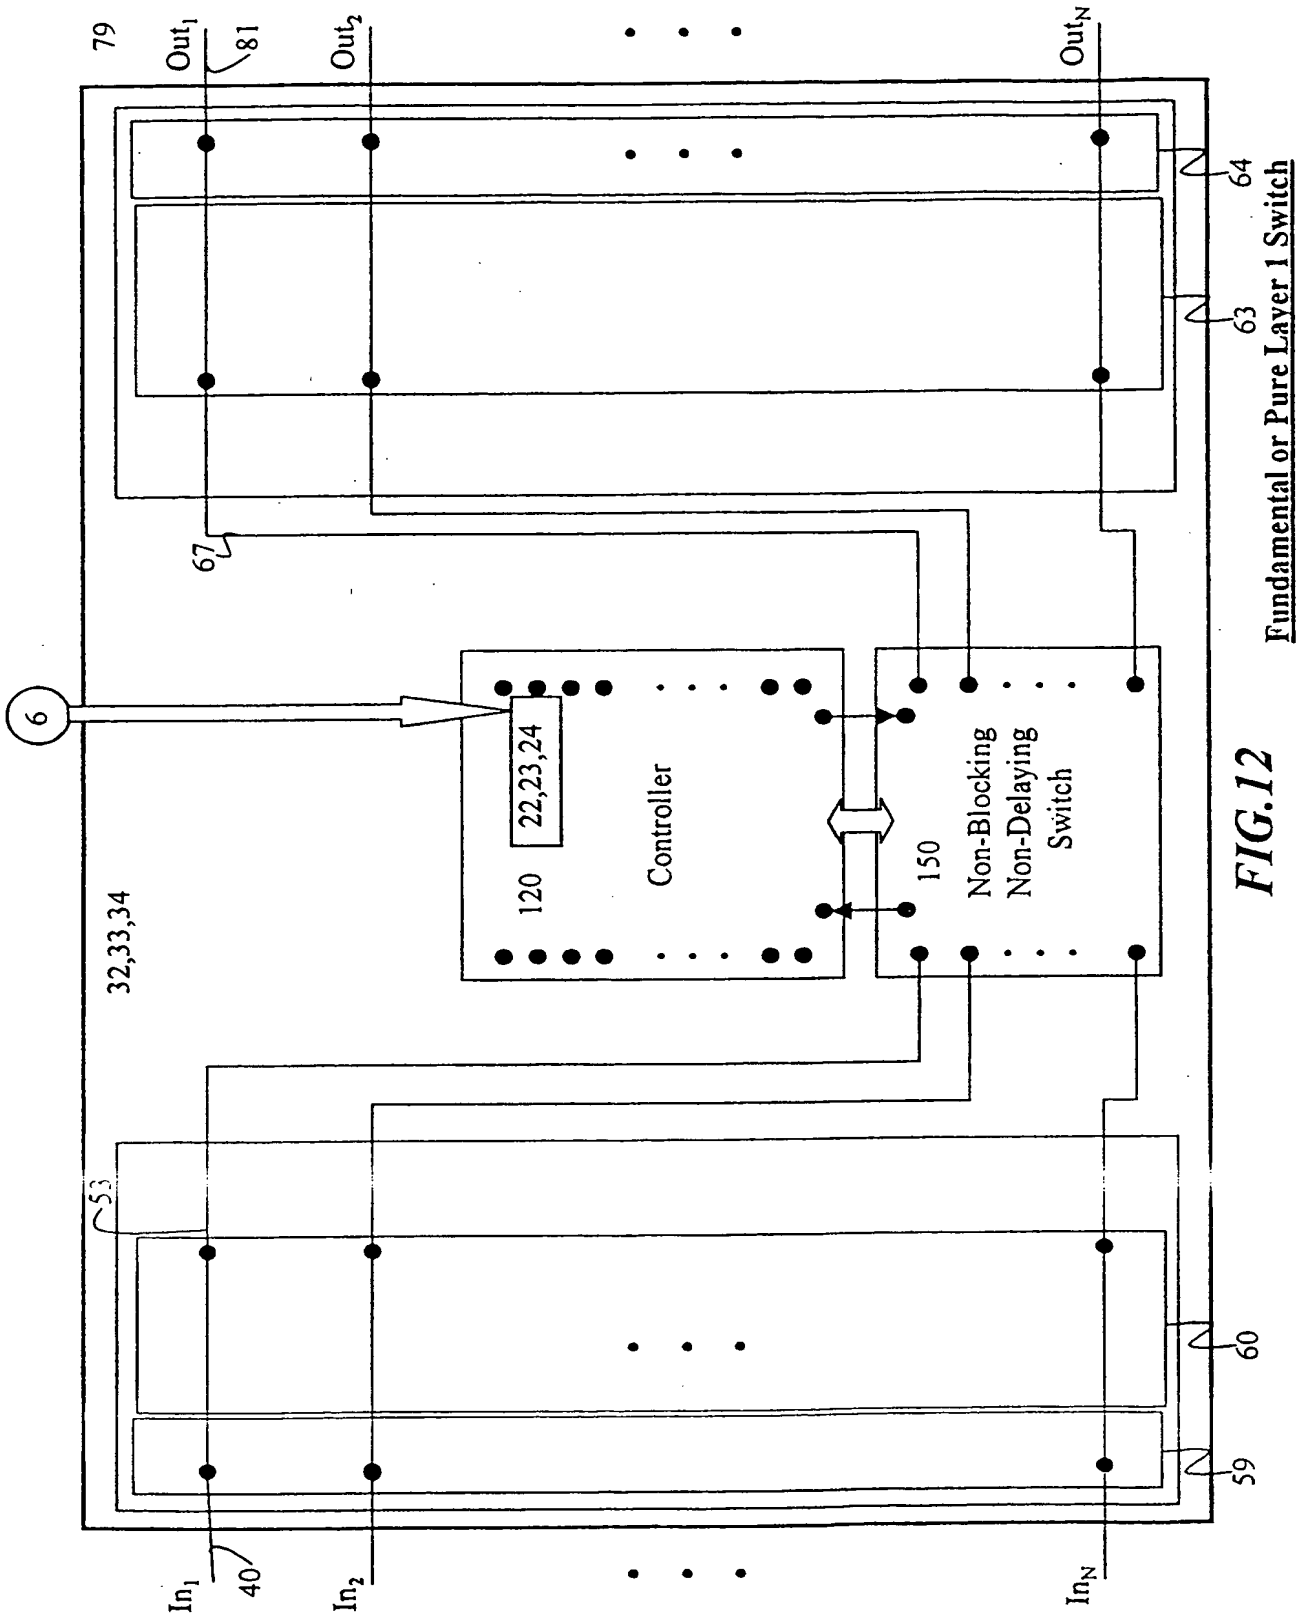 6
79
32,33,34
In₁
40
53
67
Out₁
81
In₂
Out₂
120
22,23,24
Controller
150
Non-Blocking
Non-Delaying
Switch
Inₙ
Outₙ
59
60
63
64
FIG.12
Fundamental or Pure Layer 1 Switch